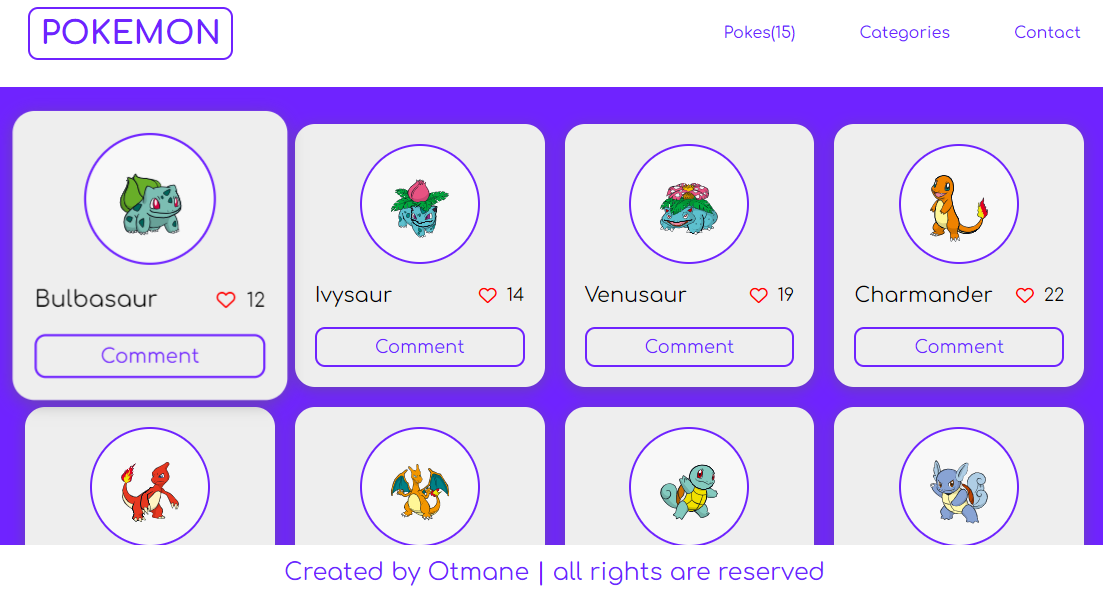 POKEMON
Pokes(15) Categories Contact
Bulbasaur 12
Comment
Ivysaur 14
Comment
Venusaur 19
Comment
Charmander 22
Comment
Created by Otmane | all rights are reserved